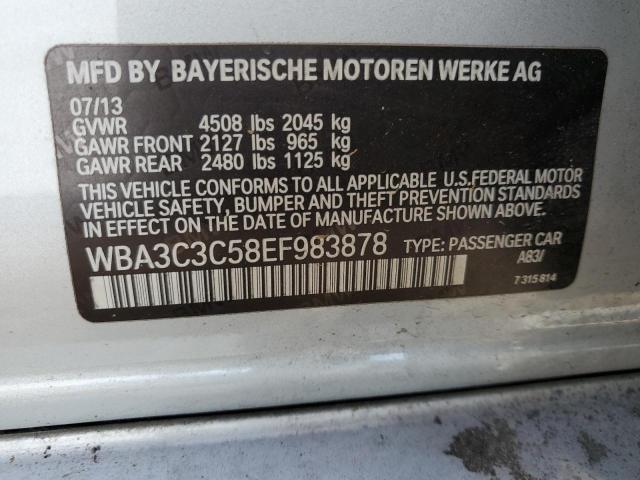 MFD BY BAYERISCHE MOTOREN WERKE AG
07/13
GVWR 4508 lbs 2045 kg
GAWR FRONT 2127 lbs 965 kg
GAWR REAR 2480 lbs 1125 kg
THIS VEHICLE CONFORMS TO ALL APPLICABLE U.S.FEDERAL MOTOR
VEHICLE SAFETY, BUMPER AND THEFT PREVENTION STANDARDS
IN EFFECT ON THE DATE OF MANUFACTURE SHOWN ABOVE.
WBA3C3C58EF983878 TYPE: PASSENGER CAR
A83/
7 315 814